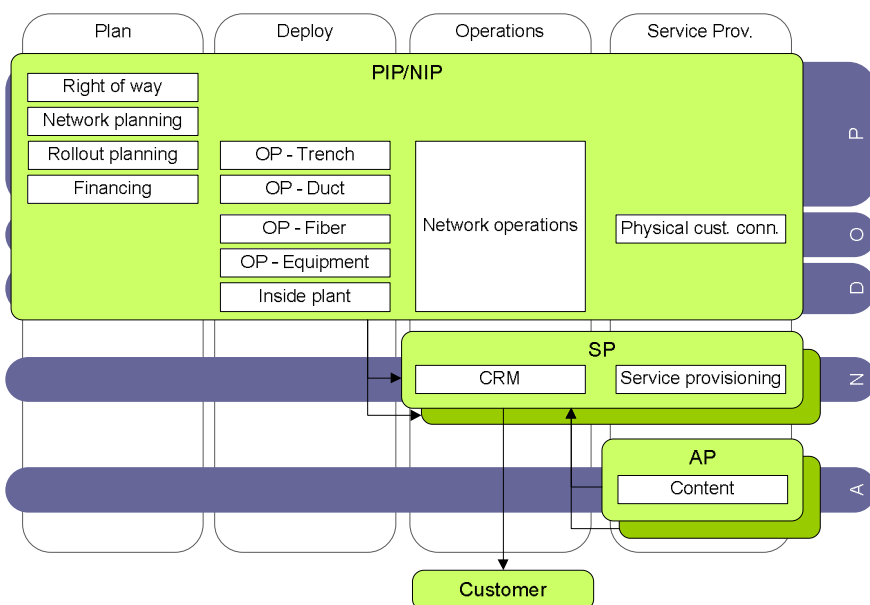 Plan
Deploy
Operations
Service Prov.
PIP/NIP
Right of way
Network planning
Rollout planning
Financing
OP - Trench
OP - Duct
OP - Fiber
OP - Equipment
Inside plant
Network operations
Physical cust. conn.
P
O
D
SP
CRM
Service provisioning
N
AP
Content
A
Customer